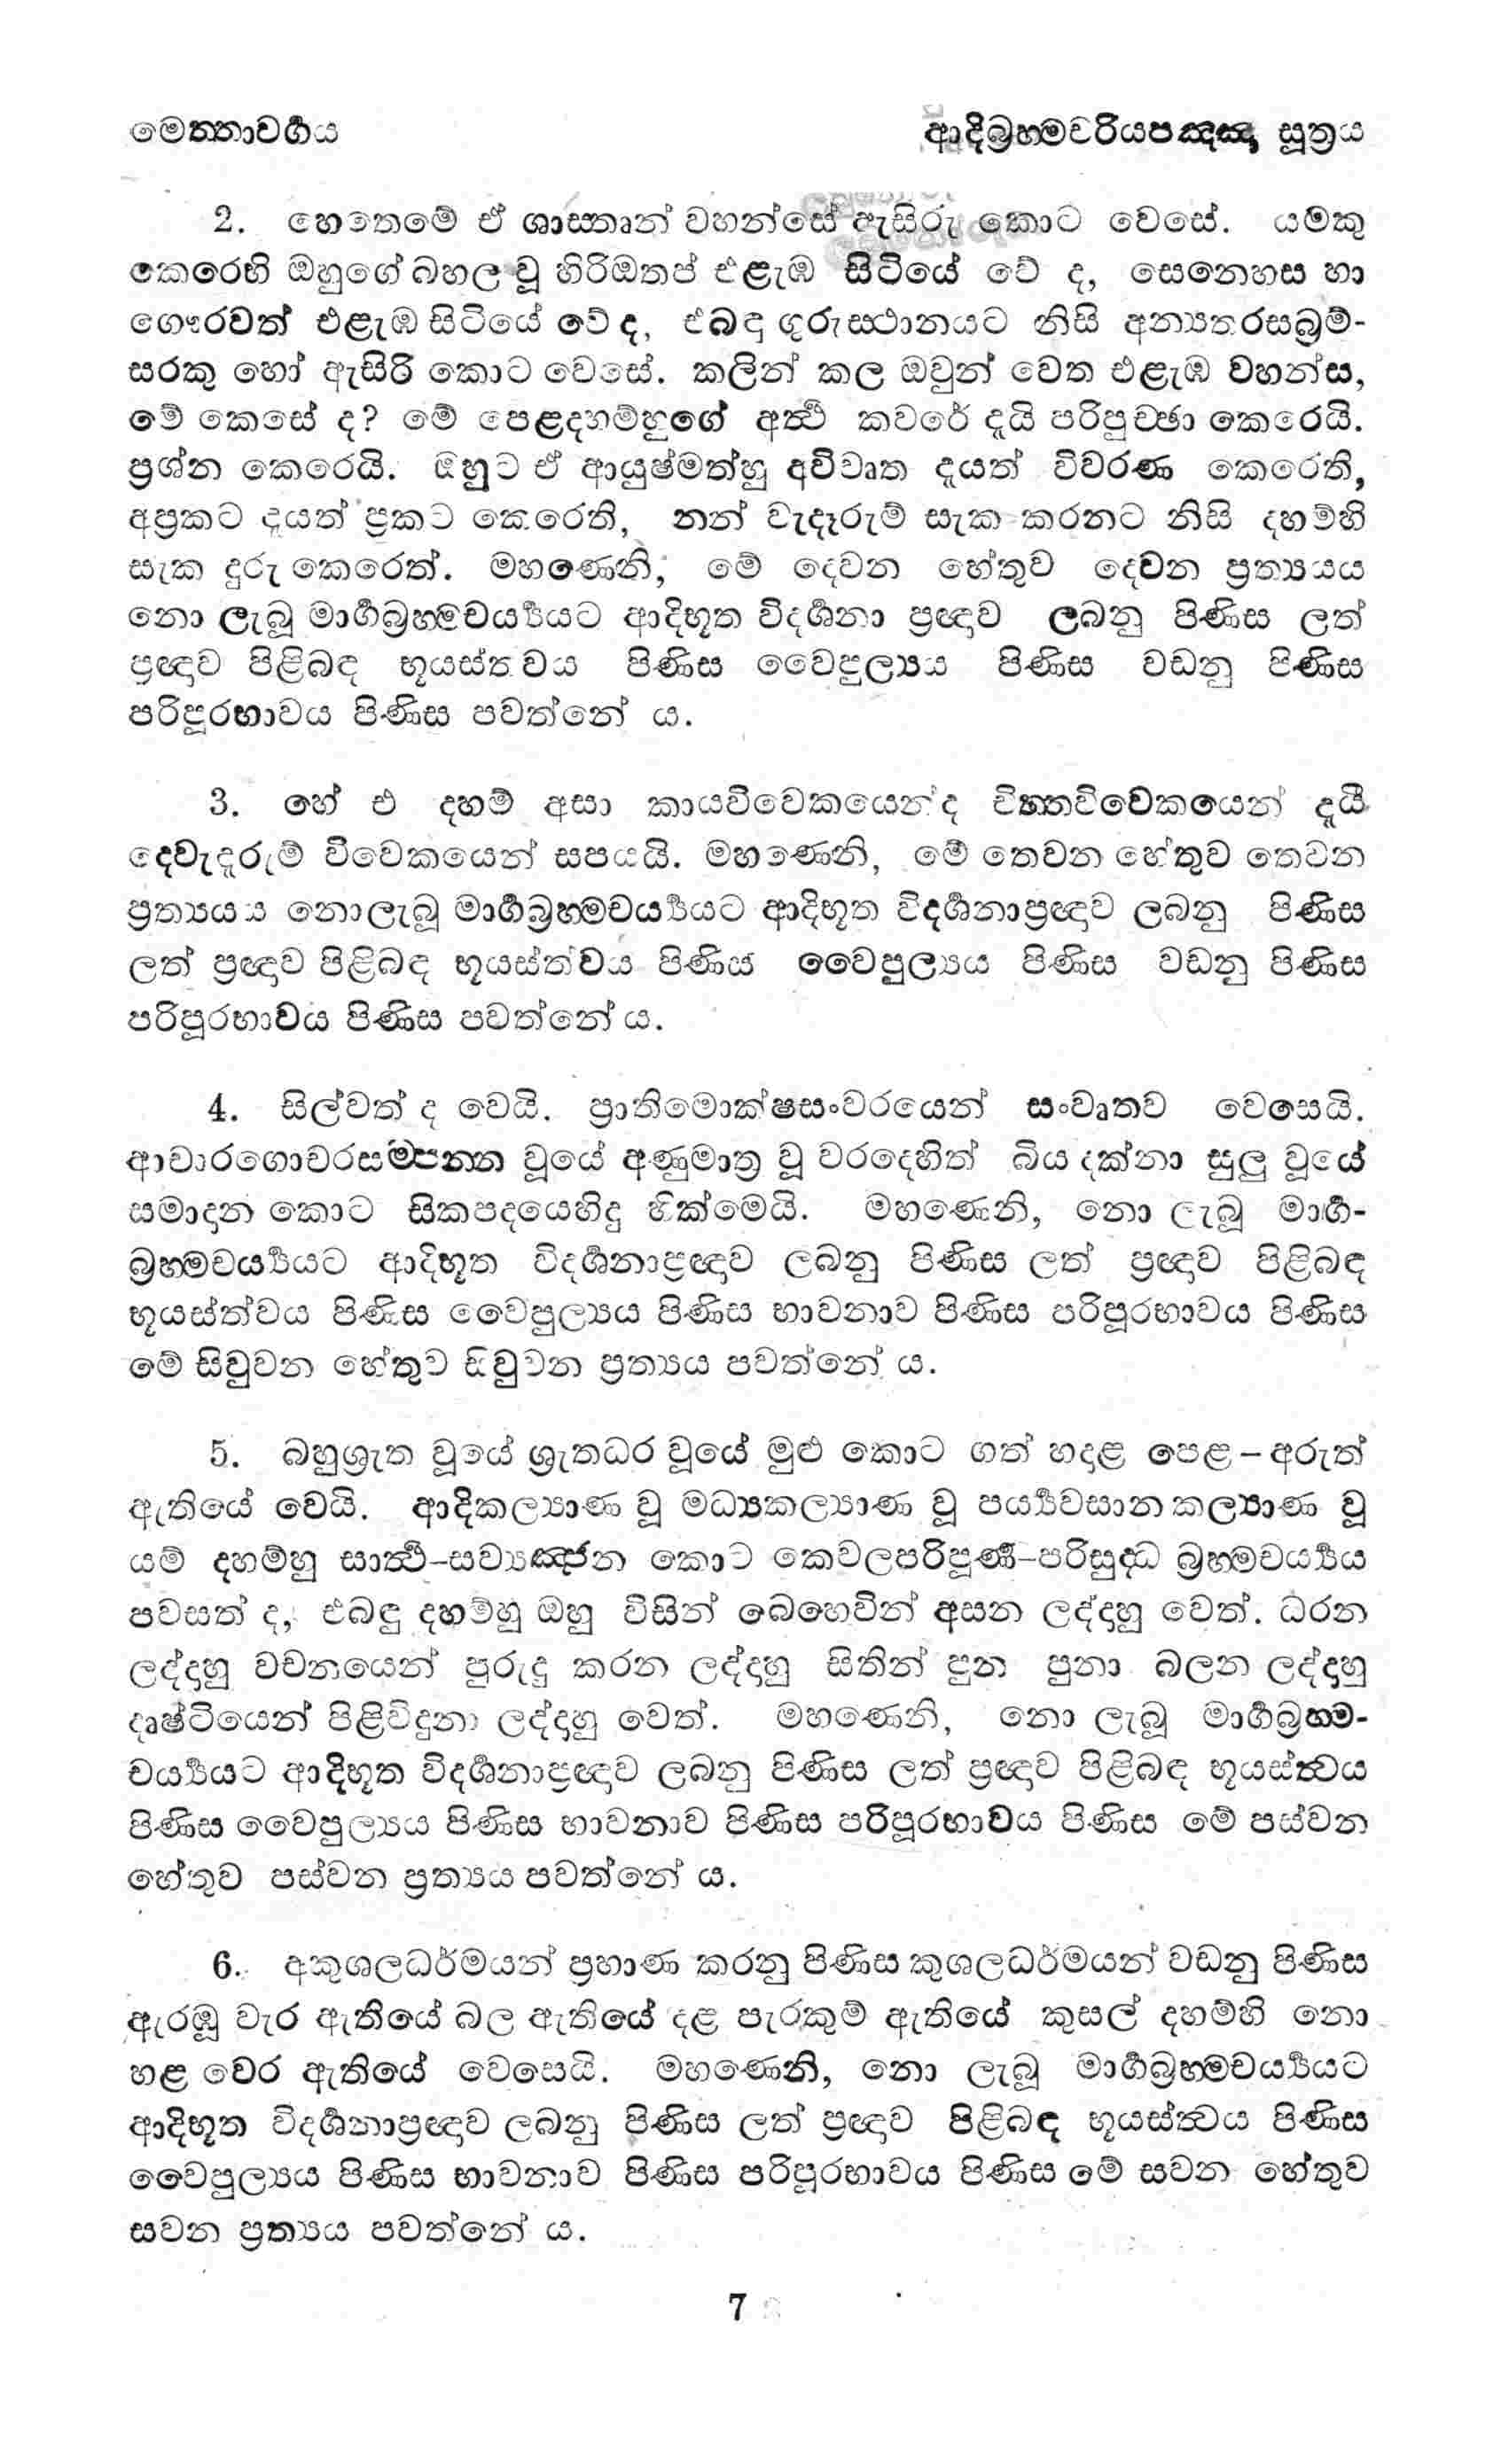 මෙත්තාවර්ගය ආදිබ්‍රහ්මචරියපඤ්ඤා සූත්‍රය
2. හෙතෙමේ ඒ ශාස්තෘන් වහන්සේ ඇසිරු කොට වෙසේ. යමකු
කෙරෙහි ඔහුගේ බහල වූ හිරිඔතප් එළැඹ සිටියේ වේ ද, සෙනෙහස හා
ගෞරවත් එළැඹ සිටියේ වේ ද, එබඳු ගුරුස්ථානයට නිසි අන්‍යතරසබ්‍රම්-
සරකු හෝ ඇසිරි කොට වෙසේ. කලින් කල ඔවුන් වෙත එළැඹ වහන්ස,
මේ කෙසේ ද? මේ පෙළදහම්හුගේ අර්ථ කවරේ දැයි පරිපුච්ඡා කෙරෙයි.
ප්‍රශ්න කෙරෙයි. ඔහුට ඒ ආයුෂ්මත්හු අවිවෘත දැයත් විවරණ කෙරෙති,
අප්‍රකට දැයත් ප්‍රකට කෙරෙති, නන් වැදෑරුම් සැක කරනට නිසි දහම්හි
සැක දුරු කෙරෙත්. මහණෙනි, මේ දෙවන හේතුව දෙවන ප්‍රත්‍යයය
නො ලැබූ මාර්ගබ්‍රහ්මචර්‍ය්‍යයට ආදිභූත විදර්ශනා ප්‍රඥාව ලබනු පිණිස ලත්
ප්‍රඥාව පිළිබඳ භූයස්ත්වය පිණිස වෛපුල්‍යය පිණිස වඩනු පිණිස
පරිපූරභාවය පිණිස පවත්නේ ය.
3. හේ එ දහම් අසා කායවිවෙකයෙන් ද චිත්තවිවෙකයෙන් දැයි
දෙවැදෑරුම් විවෙකයෙන් සපයයි. මහණෙනි, මේ තෙවන හේතුව තෙවන
ප්‍රත්‍යයය නොලැබූ මාර්ගබ්‍රහ්මචර්‍ය්‍යයට ආදිභූත විදර්ශනාප්‍රඥාව ලබනු පිණිස
ලත් ප්‍රඥාව පිළිබඳ භූයස්ත්වය පිණිය වෛපුල්‍යය පිණිස වඩනු පිණිස
පරිපූරභාවය පිණිස පවත්නේ ය.
4. සිල්වත් ද වෙයි. ප්‍රාතිමොක්ෂසංවරයෙන් සංවෘතව වෙසෙයි.
ආචාරගොචරසම්පන්න වූයේ අණුමාත්‍ර වූ වරදෙහිත් බිය දක්නා සුලු වූයේ
සමාදාන කොට සිකපදයෙහිදු හික්මෙයි. මහණෙනි, නො ලැබූ මාර්ග-
බ්‍රහ්මචර්‍ය්‍යයට ආදිභූත විදර්ශනාප්‍රඥාව ලබනු පිණිස ලත් ප්‍රඥාව පිළිබඳ
භූයස්ත්වය පිණිස වෛපුල්‍යය පිණිස භාවනාව පිණිස පරිපූරභාවය පිණිස
මේ සිවුවන හේතුව සිවුවන ප්‍රත්‍යය පවත්නේ ය.
5. බහුශ්‍රැත වූයේ ශ්‍රැතධර වූයේ මුළු කොට ගත් හදළ පෙළ – අරුත්
ඇතියේ වෙයි. ආදිකල්‍යාණ වූ මධ්‍යකල්‍යාණ වූ පර්‍ය්‍යවසානකල්‍යාණ වූ
යම් දහම්හු සාර්ථ–සව්‍යඤ්ජන කොට කෙවලපරිපූර්ණ–පරිසුද්ධ බ්‍රහ්මචර්‍ය්‍යය
පවසත් ද, එබඳු දහම්හු ඔහු විසින් බෙහෙවින් අසන ලද්දාහු වෙත්. ධරන
ලද්දාහු වචනයෙන් පුරුදු කරන ලද්දාහු සිතින් පුන පුනා බලන ලද්දාහු
දෘෂ්ටියෙන් පිළිවිදුනා ලද්දාහු වෙත්. මහණෙනි, නො ලැබූ මාර්ගබ්‍රහ්ම-
චර්‍ය්‍යයට ආදිභූත විදර්ශනාප්‍රඥාව ලබනු පිණිස ලත් ප්‍රඥාව පිළිබඳ භූයස්ත්වය
පිණිස වෛපුල්‍යය පිණිස භාවනාව පිණිස පරිපූරභාවය පිණිස මේ පස්වන
හේතුව පස්වන ප්‍රත්‍යය පවත්නේ ය.
6. අකුශලධර්මයන් ප්‍රහාණ කරනු පිණිස කුශලධර්මයන් වඩනු පිණිස
ඇරඹූ වැර ඇතියේ බල ඇතියේ දළ පැරකුම් ඇතියේ කුසල් දහම්හි නො
හළ වෙර ඇතියේ වෙසෙයි. මහණෙනි, නො ලැබූ මාර්ගබ්‍රහ්මචර්‍ය්‍යයට
ආදිභූත විදර්ශනාප්‍රඥාව ලබනු පිණිස ලත් ප්‍රඥාව පිළිබඳ භූයස්ත්වය පිණිස
වෛපුල්‍යය පිණිස භාවනාව පිණිස පරිපූරභාවය පිණිස මේ සවන හේතුව
සවන ප්‍රත්‍යය පවත්නේ ය.
7